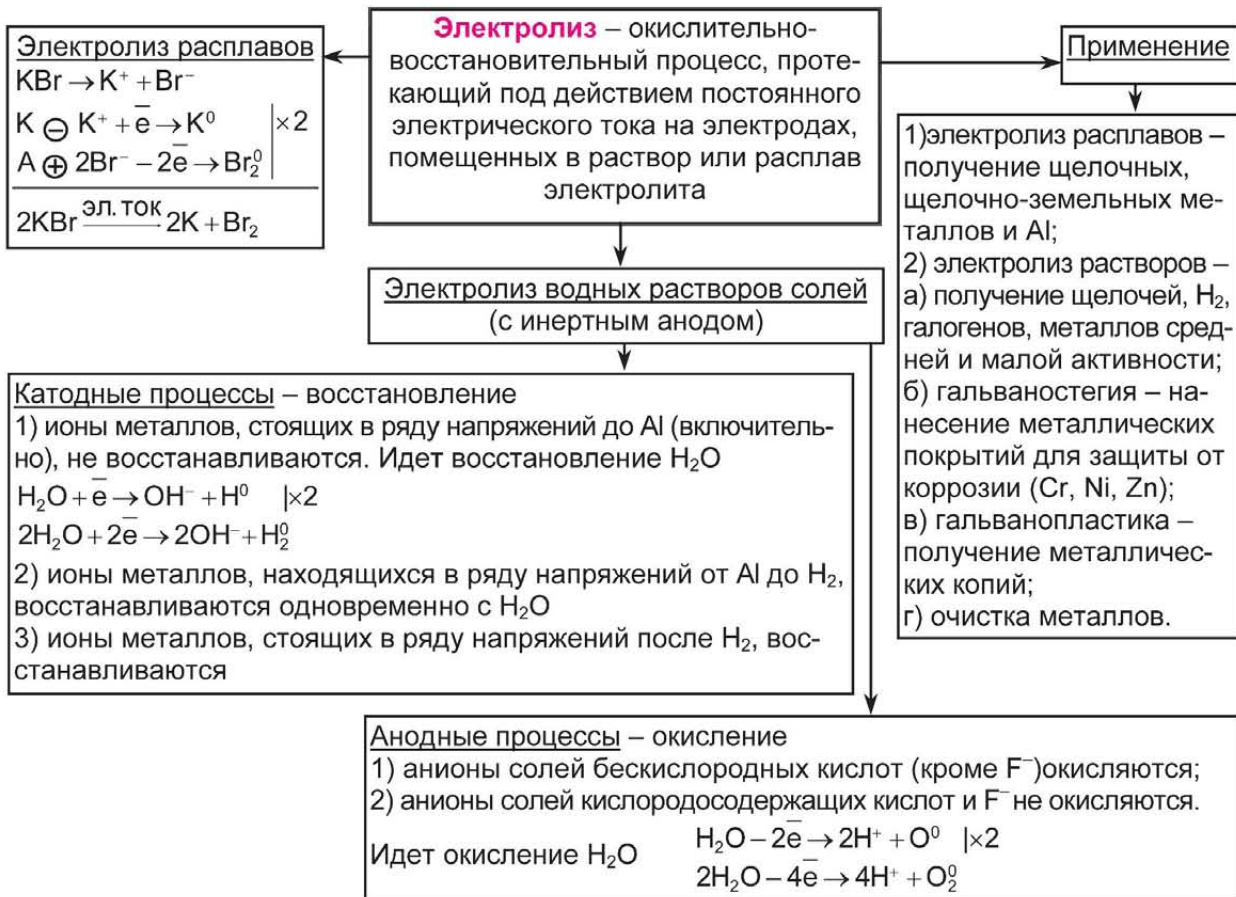 Электролиз – окислительно-
восстановительный процесс, проте-
кающий под действием постоянного
электрического тока на электродах,
помещенных в раствор или расплав
электролита
Электролиз расплавов
KBr → K⁺ + Br⁻
K ⊖ K⁺ + e̅ → K⁰ |×2
A ⊕ 2Br⁻ – 2e̅ → Br₂⁰
2KBr эл. ток → 2K + Br₂
Применение
1)электролиз расплавов –
получение щелочных,
щелочно-земельных ме-
таллов и Al;
2) электролиз растворов –
а) получение щелочей, H₂,
галогенов, металлов сред-
ней и малой активности;
б) гальваностегия – на-
несение металлических
покрытий для защиты от
коррозии (Cr, Ni, Zn);
в) гальванопластика –
получение металличес-
ких копий;
г) очистка металлов.
Электролиз водных растворов солей
(с инертным анодом)
Катодные процессы – восстановление
1) ионы металлов, стоящих в ряду напряжений до Al (включитель-
но), не восстанавливаются. Идет восстановление H₂O
H₂O + e̅ → OH⁻ + H⁰ |×2
2H₂O + 2e̅ → 2OH⁻ + H₂⁰
2) ионы металлов, находящихся в ряду напряжений от Al до H₂,
восстанавливаются одновременно с H₂O
3) ионы металлов, стоящих в ряду напряжений после H₂, вос-
станавливаются
Анодные процессы – окисление
1) анионы солей бескислородных кислот (кроме F⁻)окисляются;
2) анионы солей кислородосодержащих кислот и F⁻ не окисляются.
Идет окисление H₂O
H₂O – 2e̅ → 2H⁺ + O⁰ |×2
2H₂O – 4e̅ → 4H⁺ + O₂⁰